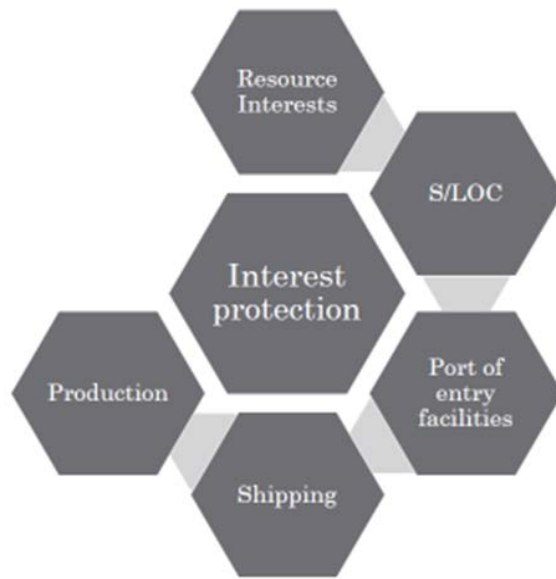 Resource
Interests
S/LOC
Interest
protection
Port of
entry
facilities
Production
Shipping